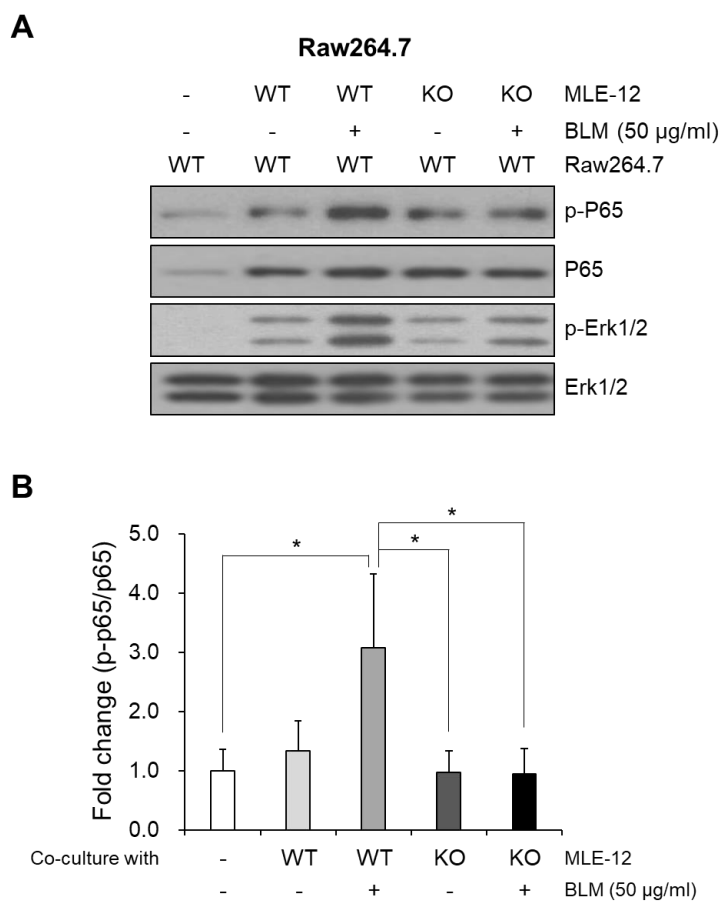 A
Raw264.7
- WT WT KO KO MLE-12
- - + - + BLM (50 µg/ml)
WT WT WT WT WT Raw264.7
p-P65
P65
p-Erk1/2
Erk1/2
B
Fold change (p-p65/p65)
5.0
4.0
3.0
2.0
1.0
0.0
* * *
Co-culture with - WT WT KO KO MLE-12
- - + - + BLM (50 µg/ml)